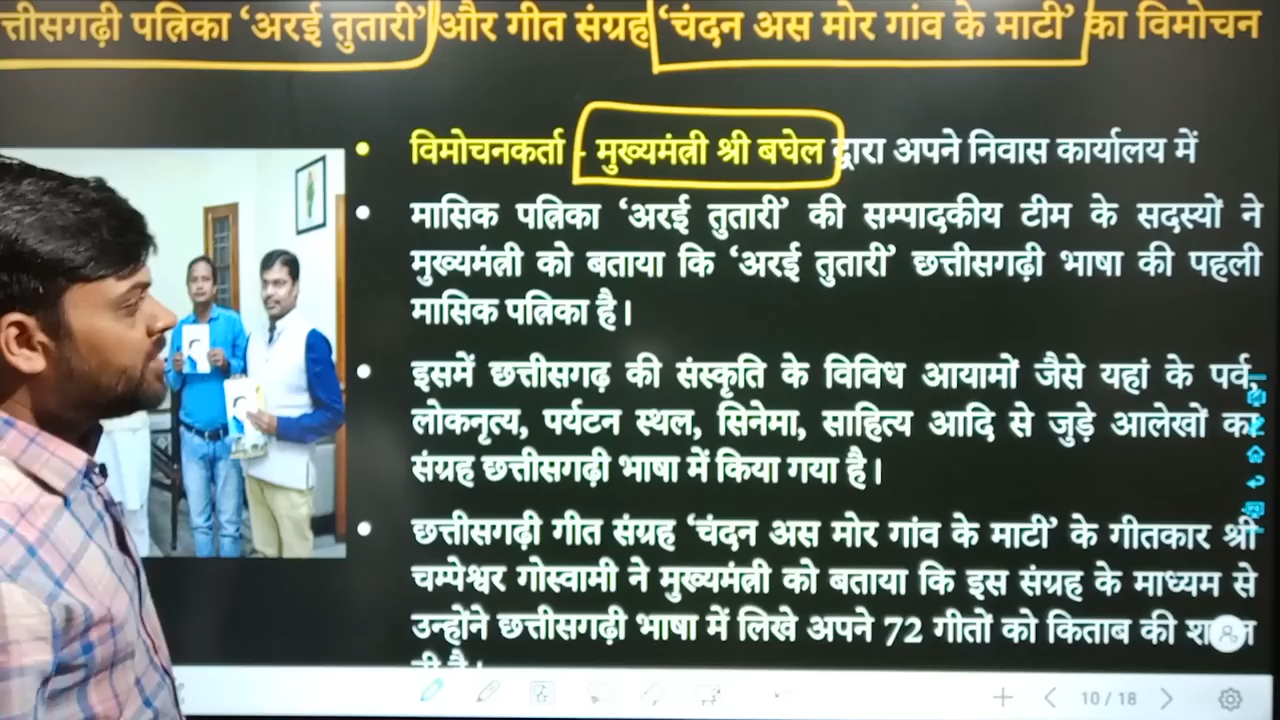 त्तीसगढ़ी पत्रिका ‘अरई तुतारी’ और गीत संग्रह ‘चंदन अस मोर गांव के माटी’ का विमोचन
• विमोचनकर्ता - मुख्यमंत्री श्री बघेल द्वारा अपने निवास कार्यालय में
• मासिक पत्रिका ‘अरई तुतारी’ की सम्पादकीय टीम के सदस्यों ने
मुख्यमंत्री को बताया कि ‘अरई तुतारी’ छत्तीसगढ़ी भाषा की पहली
मासिक पत्रिका है।
• इसमें छत्तीसगढ़ की संस्कृति के विविध आयामों जैसे यहां के पर्व,
लोकनृत्य, पर्यटन स्थल, सिनेमा, साहित्य आदि से जुड़े आलेखों का
संग्रह छत्तीसगढ़ी भाषा में किया गया है।
• छत्तीसगढ़ी गीत संग्रह ‘चंदन अस मोर गांव के माटी’ के गीतकार श्री
चम्पेश्वर गोस्वामी ने मुख्यमंत्री को बताया कि इस संग्रह के माध्यम से
उन्होंने छत्तीसगढ़ी भाषा में लिखे अपने 72 गीतों को किताब की
10 / 18